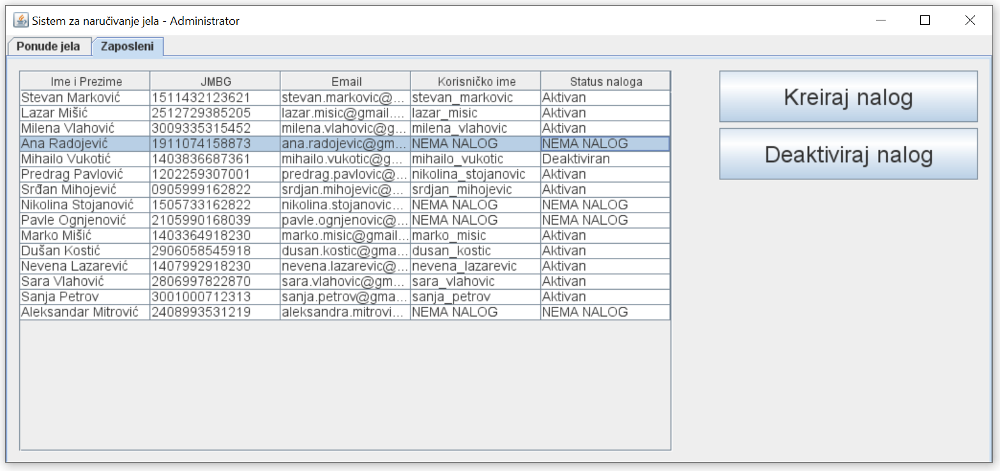 Sistem za naručivanje jela - Administrator
Ponude jela Zaposleni
Ime i Prezime JMBG Email Korisničko ime Status naloga
Stevan Marković 1511432123621 stevan.markovic@... stevan_markovic Aktivan
Lazar Mišić 2512729385205 lazar.misic@gmail.... lazar_misic Aktivan
Milena Vlahović 3009335315452 milena.vlahovic@g... milena_vlahovic Aktivan
Ana Radojević 1911074158873 ana.radojevic@gm... NEMA NALOG NEMA NALOG
Mihailo Vukotić 1403836687361 mihailo.vukotic@g... mihailo_vukotic Deaktiviran
Predrag Pavlović 1202259307001 predrag.pavlovic@... nikolina_stojanovic Aktivan
Srđan Mihojević 0905999162822 srdjan.mihojevic@... srdjan_mihojevic Aktivan
Nikolina Stojanović 1505733162822 nikolina.stojanovic... NEMA NALOG NEMA NALOG
Pavle Ognjenović 2105990168039 pavle.ognjenovic@... NEMA NALOG NEMA NALOG
Marko Mišić 1403364918230 marko.misic@gmail... marko_misic Aktivan
Dušan Kostić 2906058545918 dusan.kostic@gma... dusan_kostic Aktivan
Nevena Lazarević 1407992918230 nevena.lazarevic@... nevena_lazarevic Aktivan
Sara Vlahović 2806997822870 sara.vlahovic@gm... sara_vlahovic Aktivan
Sanja Petrov 3001000712313 sanja.petrov@gma... sanja_petrov Aktivan
Aleksandar Mitrović 2408993531219 aleksandra.mitrovi... NEMA NALOG NEMA NALOG
Kreiraj nalog
Deaktiviraj nalog